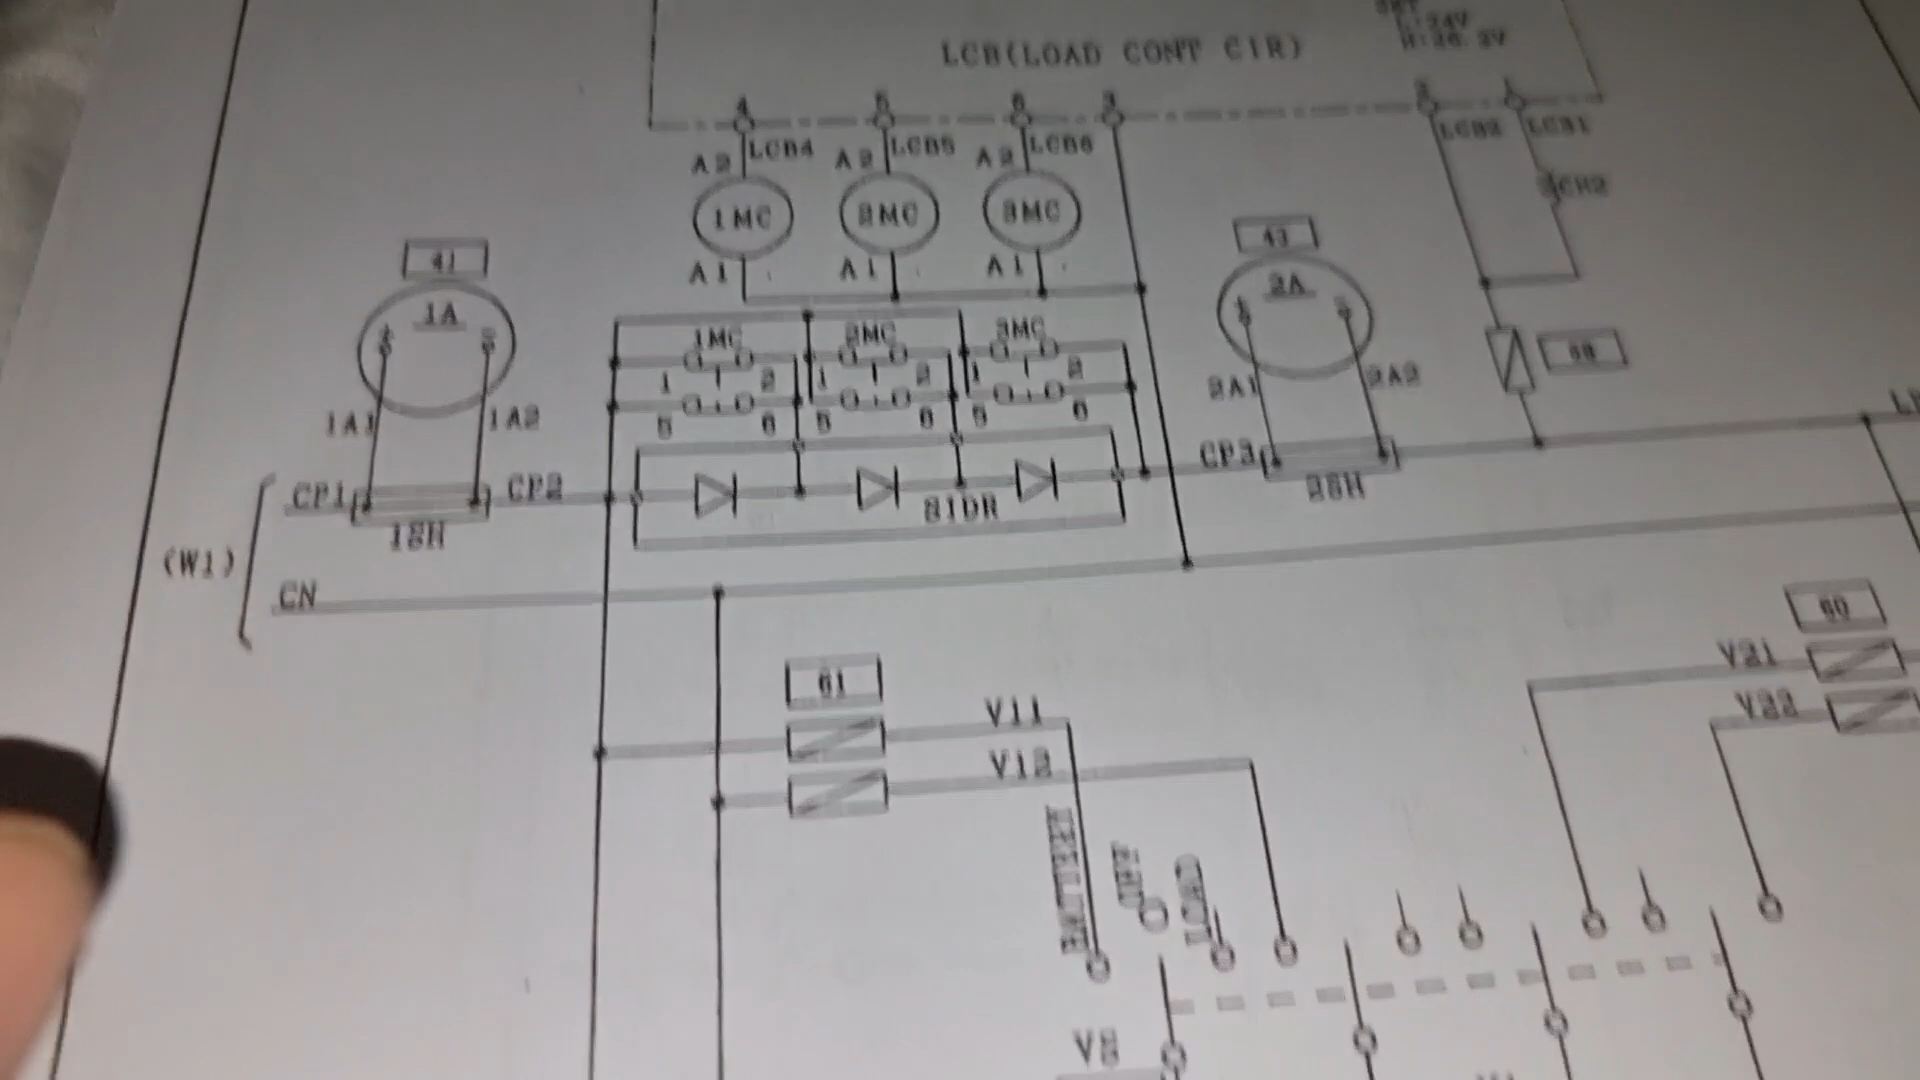 LCB(LOAD CONT CIR)
4 5 6 3
LCB4 LCB5 LCB6 LCB2 LCB1
A2 A2 A2
1MC 2MC 3MC
A1 A1 A1
41
1A
43
2A
1MC 2MC 3MC
1 2 1 2 1 2
5 6 5 6 5 6
1A1 1A2
2A1 2A2
CP1 CP2
CP3
1SH
SIDR
2SH
(W1)
CN
61
V11
V12
60
V21
V22
BATTERY
LOAD